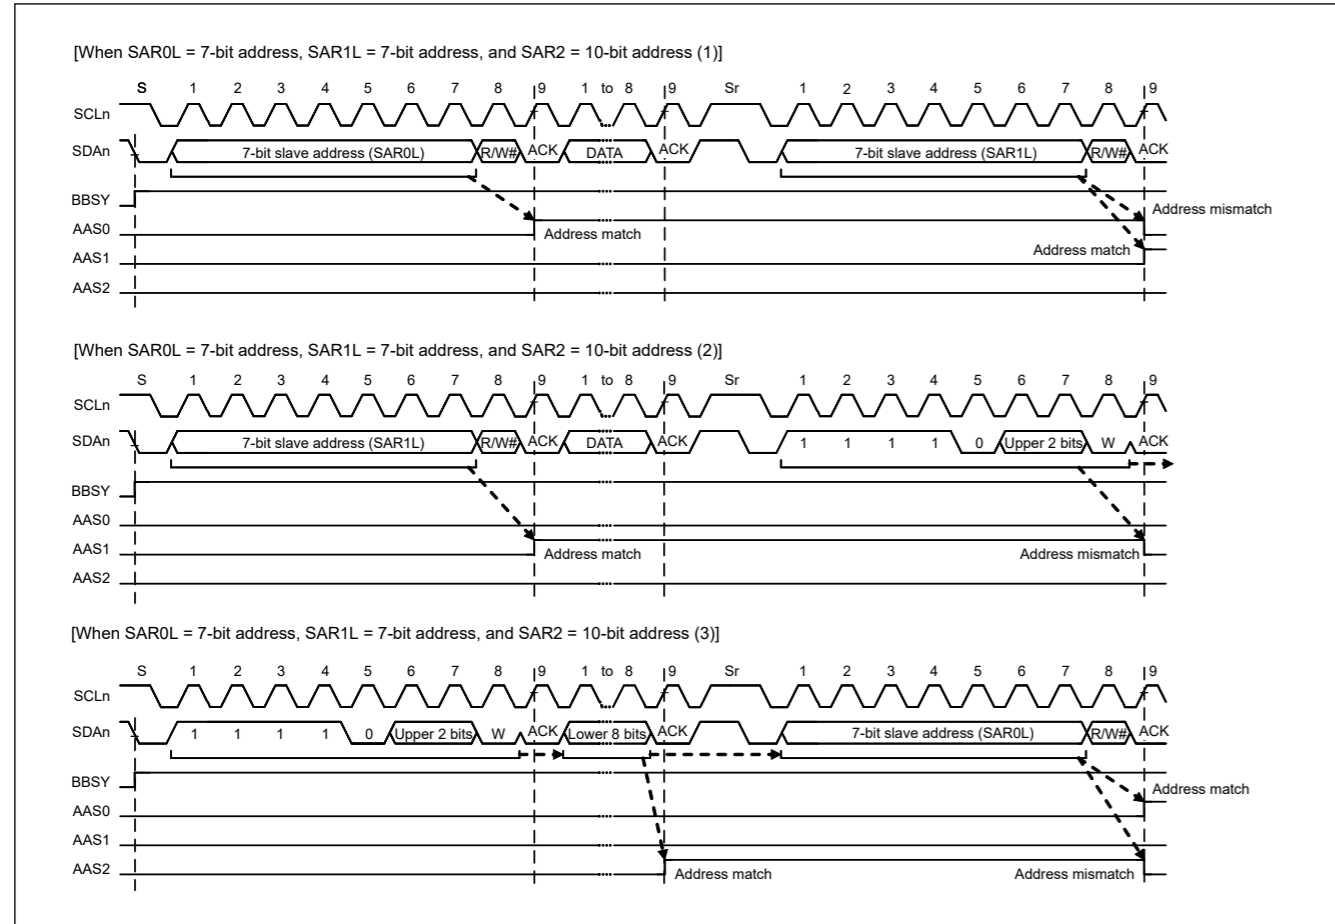 [When SAR0L = 7-bit address, SAR1L = 7-bit address, and SAR2 = 10-bit address (1)]
S 1 2 3 4 5 6 7 8 9 1 to 8 9 Sr 1 2 3 4 5 6 7 8 9
SCLn
SDAn 7-bit slave address (SAR0L) R/W# ACK DATA ACK 7-bit slave address (SAR1L) R/W# ACK
BBSY
Address mismatch
AAS0 Address match
Address match
AAS1
AAS2
[When SAR0L = 7-bit address, SAR1L = 7-bit address, and SAR2 = 10-bit address (2)]
S 1 2 3 4 5 6 7 8 9 1 to 8 9 Sr 1 2 3 4 5 6 7 8 9
SCLn
SDAn 7-bit slave address (SAR1L) R/W# ACK DATA ACK 1 1 1 1 0 Upper 2 bits W ACK
BBSY
AAS0
AAS1 Address match Address mismatch
AAS2
[When SAR0L = 7-bit address, SAR1L = 7-bit address, and SAR2 = 10-bit address (3)]
S 1 2 3 4 5 6 7 8 9 1 to 8 9 Sr 1 2 3 4 5 6 7 8 9
SCLn
SDAn 1 1 1 1 0 Upper 2 bits W ACK Lower 8 bits ACK 7-bit slave address (SAR0L) R/W# ACK
BBSY
Address match
AAS0
AAS1
AAS2 Address match Address mismatch